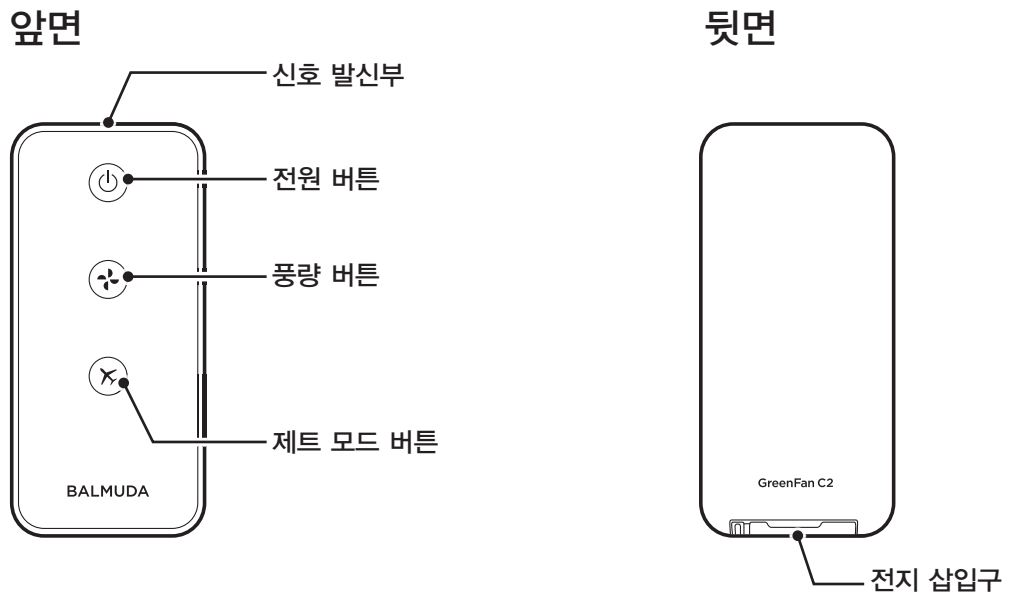 앞면
신호 발신부
전원 버튼
풍량 버튼
제트 모드 버튼
BALMUDA
뒷면
GreenFan C2
전지 삽입구